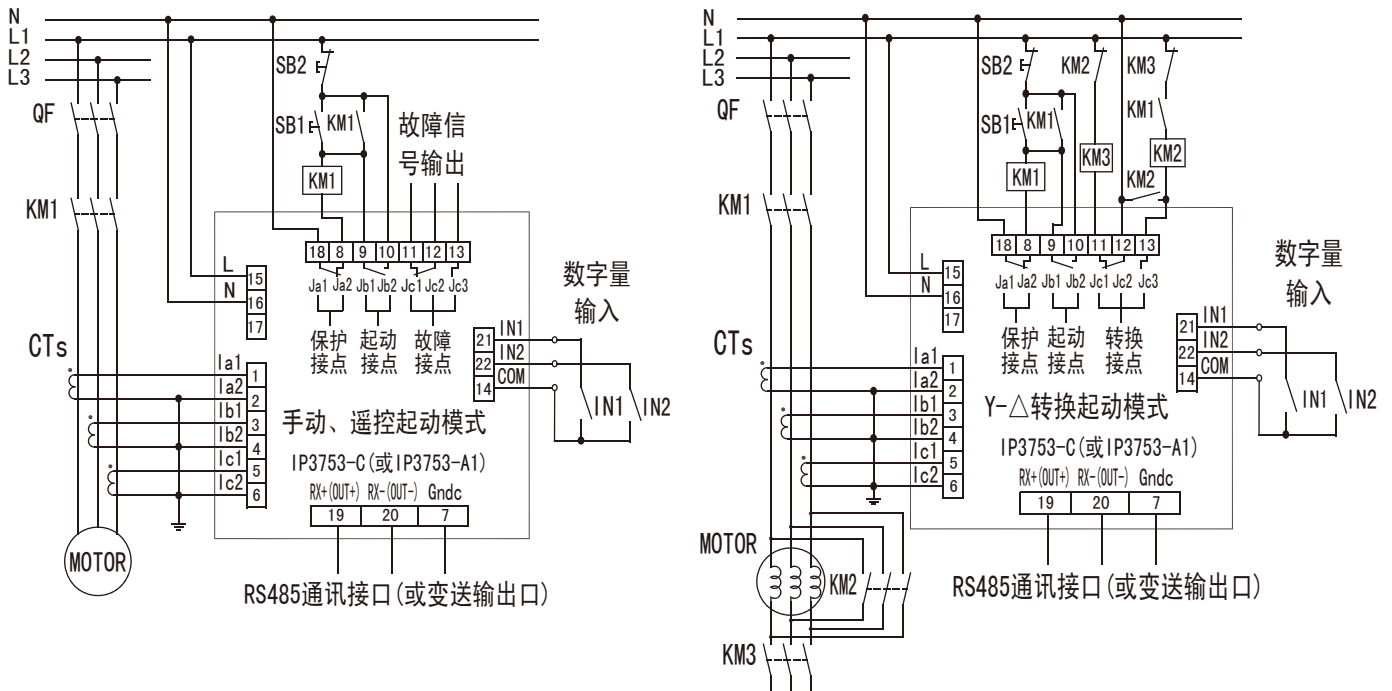 N
L1
L2
L3
QF
KM1
SB2
SB1
KM1
KM1
故障信
号输出
18 8 9 10 11 12 13
Ja1 Ja2 Jb1 Jb2 Jc1 Jc2 Jc3
保护
接点
起动
接点
故障
接点
L
N
15
16
17
数字量
输入
21
22
14
IN1
IN2
COM
IN1
IN2
CTs
Ia1
Ia2
Ib1
Ib2
Ic1
Ic2
1
2
3
4
5
6
手动、遥控起动模式
IP3753-C(或IP3753-A1)
RX+(OUT+) RX-(OUT-) Gndc
19 20 7
MOTOR
RS485通讯接口(或变送输出口)
N
L1
L2
L3
QF
KM1
SB2
SB1
KM1
KM1
KM2
KM3
KM3
KM1
KM2
KM2
18 8 9 10 11 12 13
Ja1 Ja2 Jb1 Jb2 Jc1 Jc2 Jc3
保护
接点
起动
接点
转换
接点
L
N
15
16
17
数字量
输入
21
22
14
IN1
IN2
COM
IN1
IN2
CTs
Ia1
Ia2
Ib1
Ib2
Ic1
Ic2
1
2
3
4
5
6
Y-△转换起动模式
IP3753-C(或IP3753-A1)
RX+(OUT+) RX-(OUT-) Gndc
19 20 7
MOTOR
KM2
RS485通讯接口(或变送输出口)
KM3